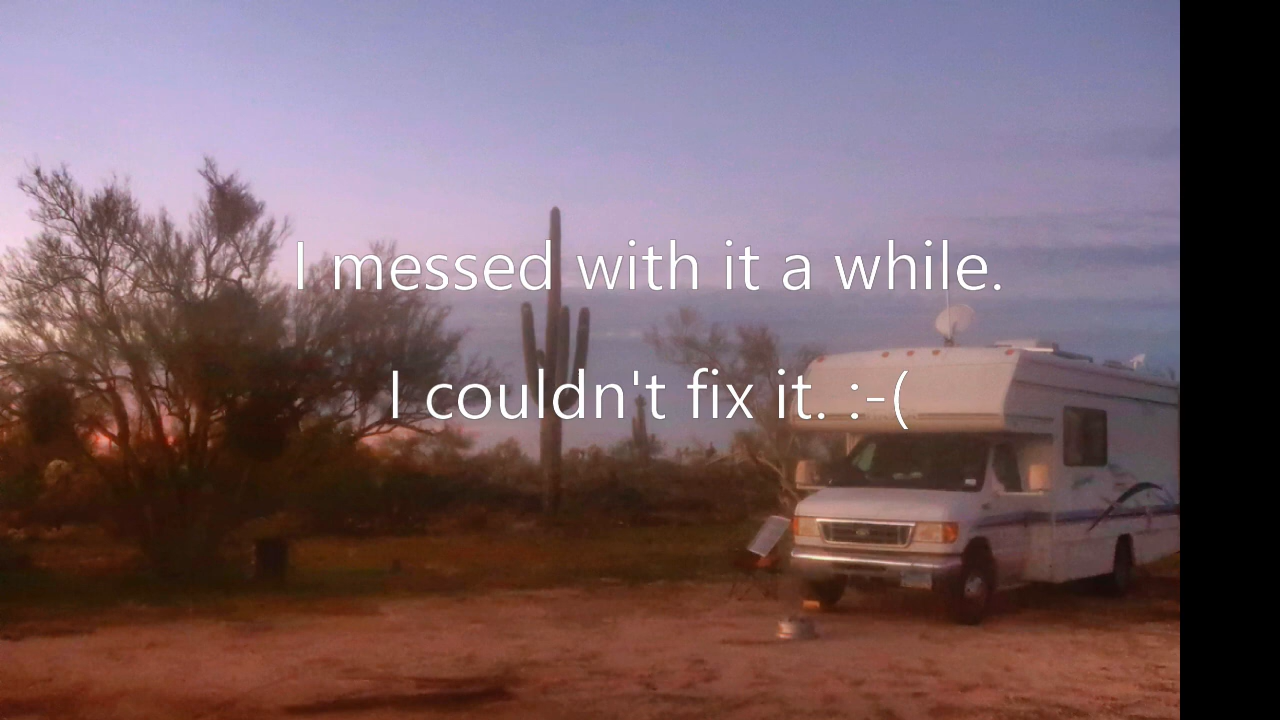 I messed with it a while.
I couldn't fix it. :-(